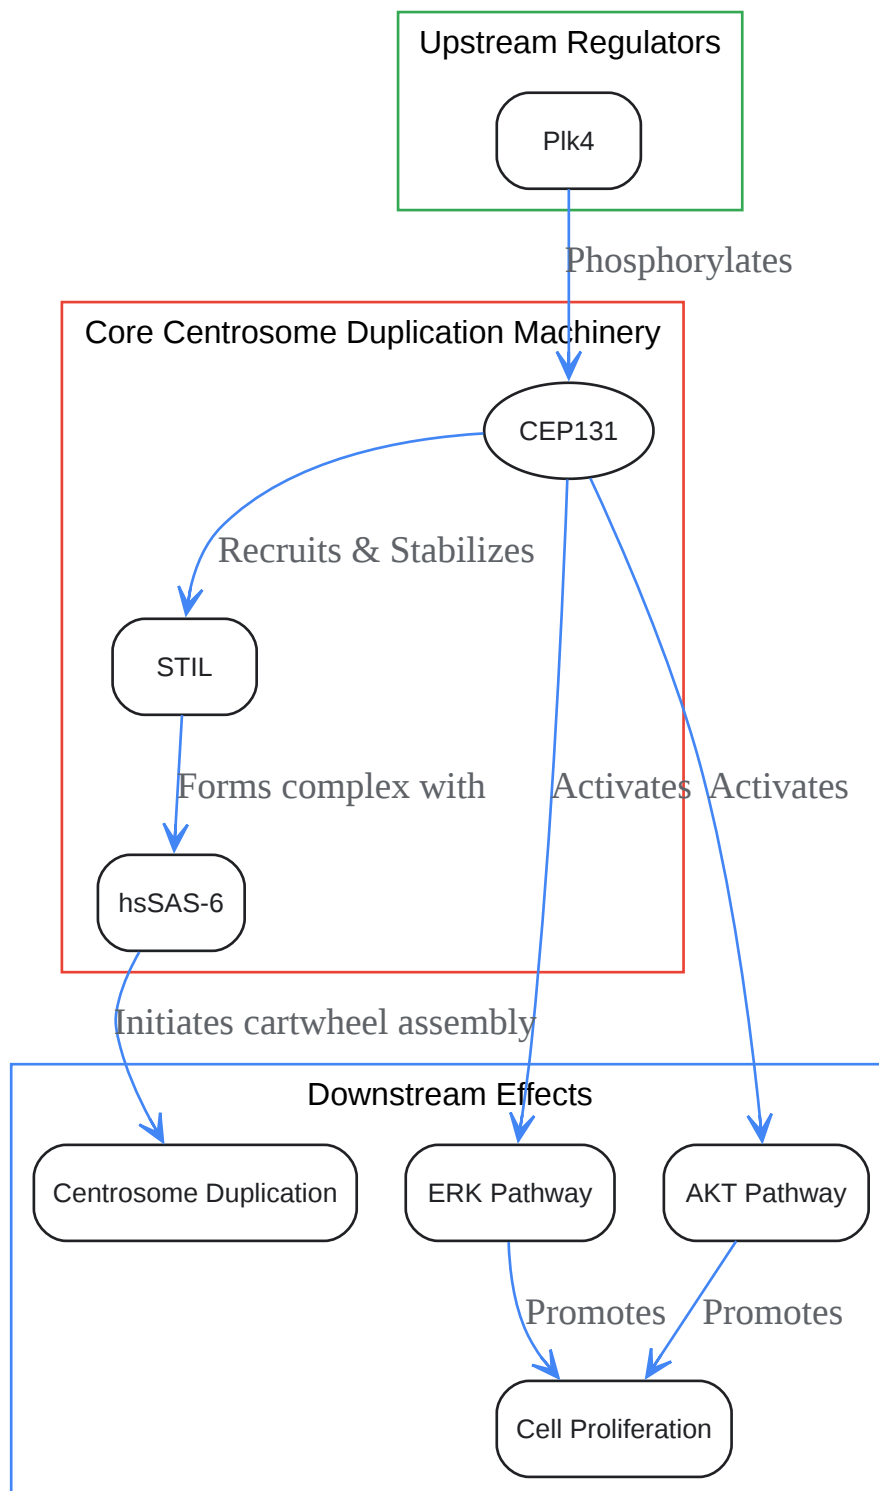 Upstream Regulators
Plk4
Phosphorylates
Core Centrosome Duplication Machinery
CEP131
Recruits & Stabilizes
STIL
Forms complex with
Activates
Activates
hsSAS-6
Initiates cartwheel assembly
Downstream Effects
Centrosome Duplication
ERK Pathway
AKT Pathway
Promotes
Promotes
Cell Proliferation